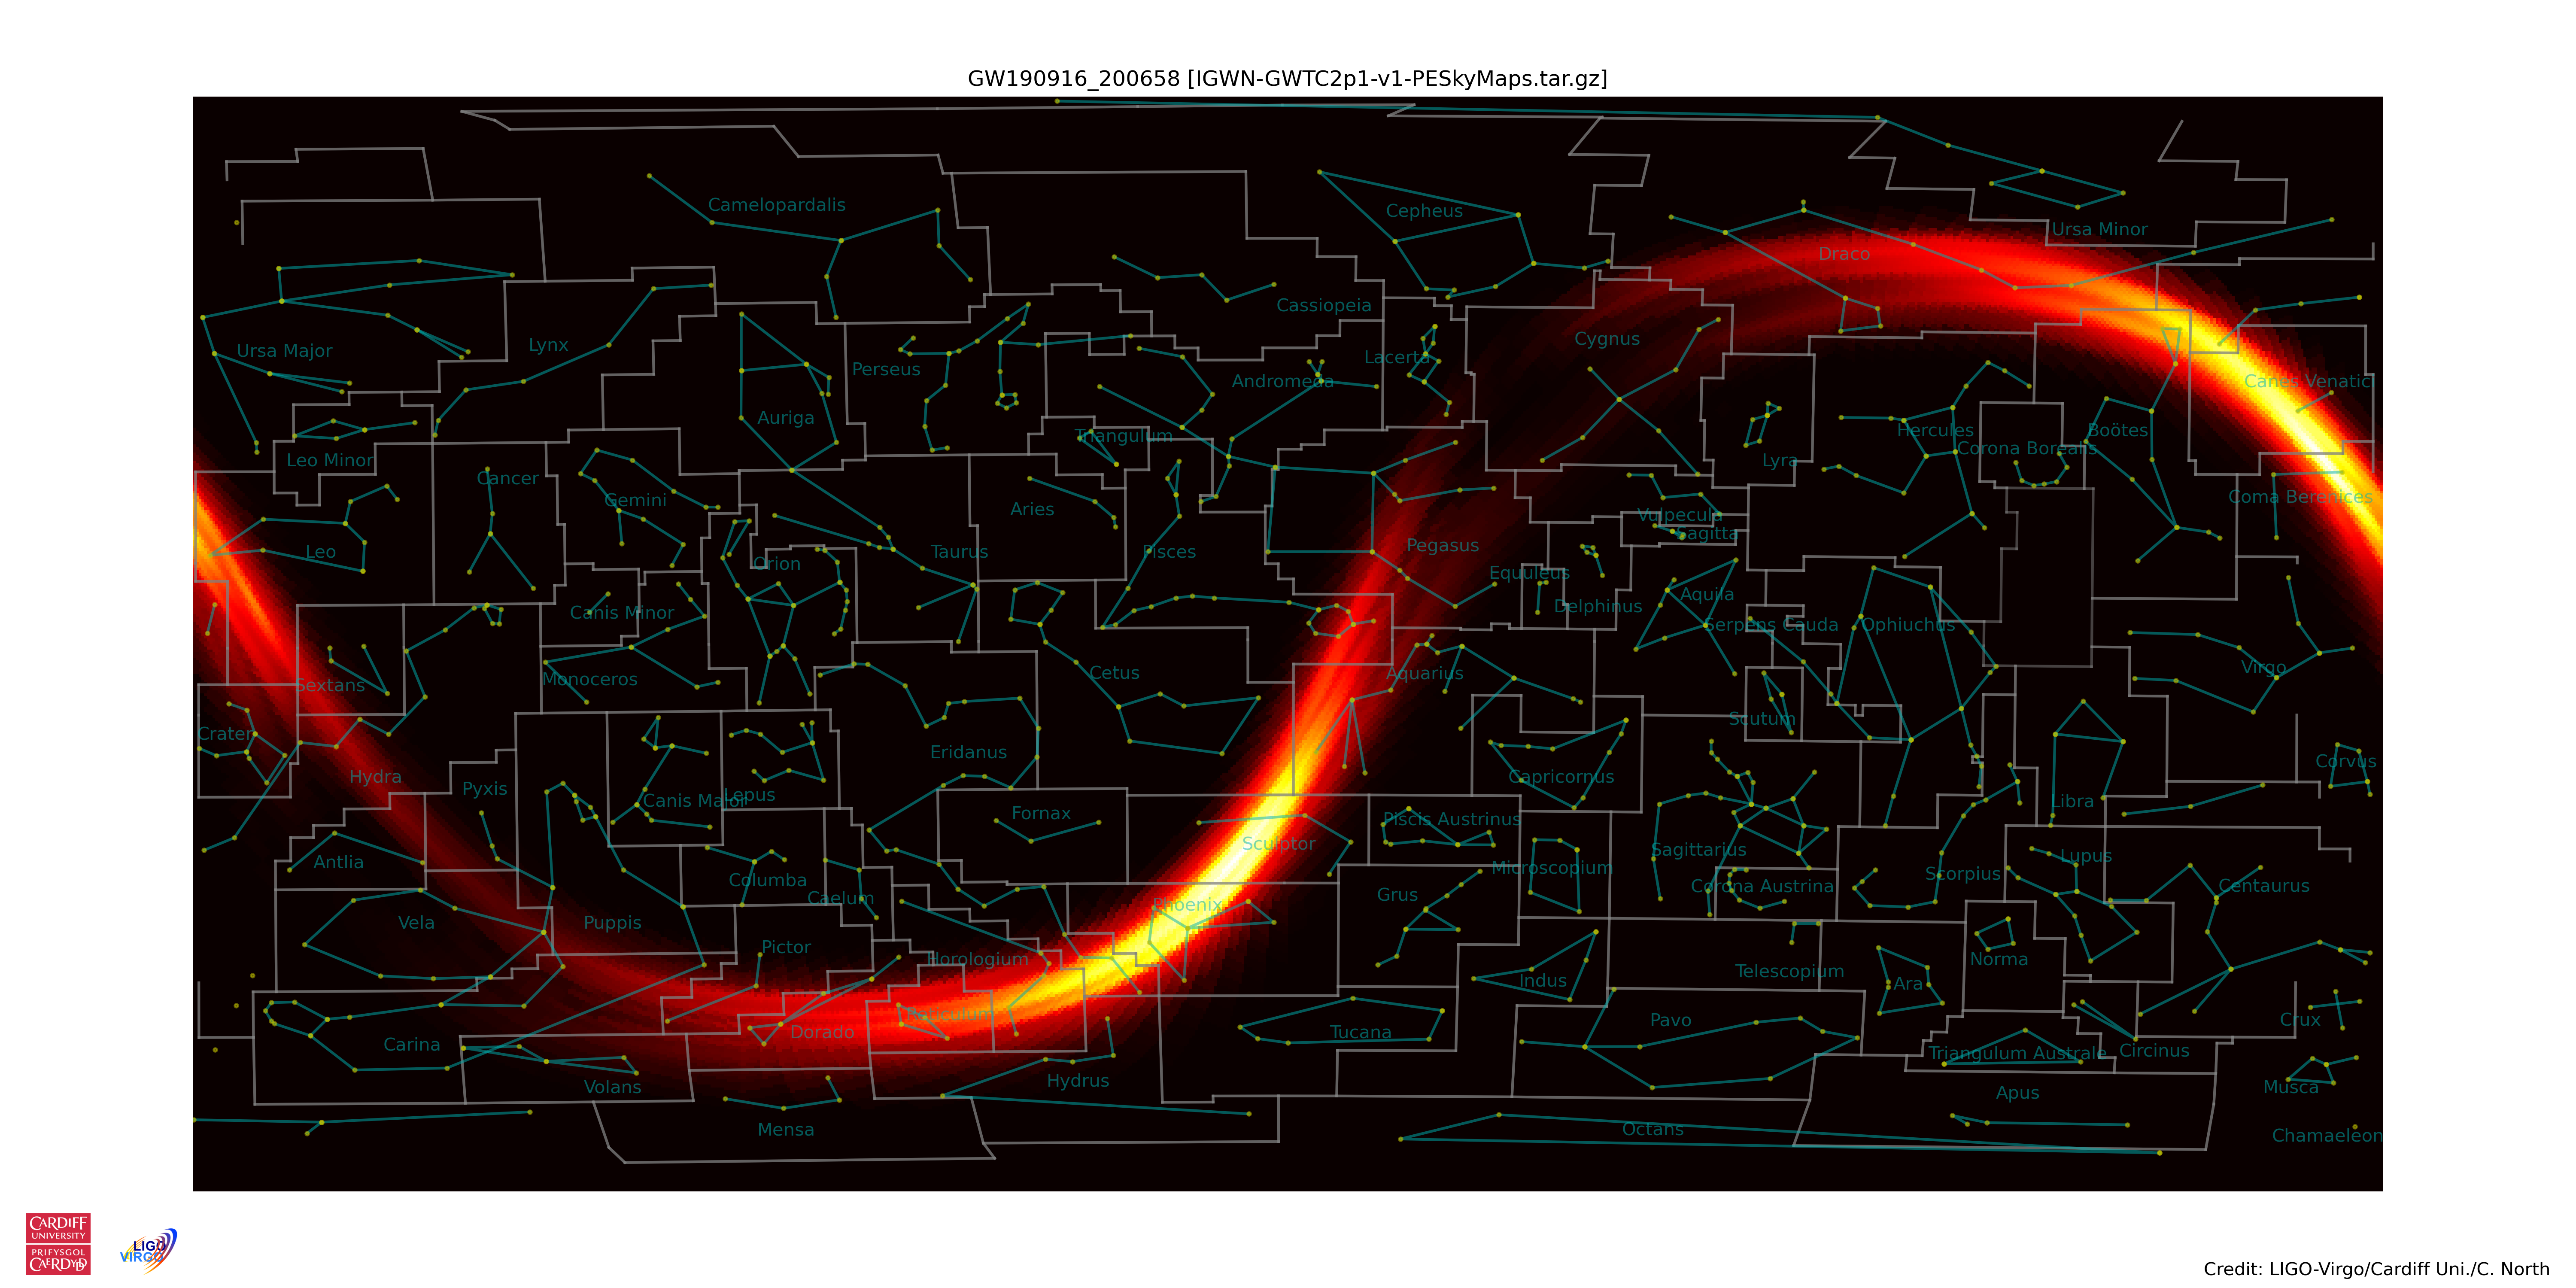 GW190916_200658 [IGWN-GWTC2p1-v1-PESkyMaps.tar.gz]
Camelopardalis
Cepheus
Ursa Minor
Draco
Cassiopeia
Cygnus
Ursa Major
Lynx
Lacerta
Perseus
Andromeda
Canes Venatici
Auriga
Triangulum
Hercules
Boötes
Corona Borealis
Leo Minor
Lyra
Cancer
Gemini
Coma Berenices
Aries
Vulpecula
Sagitta
Leo
Taurus
Pisces
Pegasus
Orion
Equuleus
Canis Minor
Delphinus
Aquila
Serpens Cauda
Ophiuchus
Virgo
Cetus
Aquarius
Sextans
Monoceros
Scutum
Crater
Eridanus
Corvus
Hydra
Capricornus
Pyxis
Canis Major
Lepus
Libra
Fornax
Piscis Austrinus
Sculptor
Sagittarius
Lupus
Antlia
Microscopium
Columba
Scorpius
Corona Austrina
Centaurus
Grus
Caelum
Phoenix
Vela
Puppis
Pictor
Horologium
Norma
Telescopium
Indus
Ara
Reticulum
Pavo
Crux
Dorado
Tucana
Carina
Circinus
Triangulum Australe
Hydrus
Volans
Musca
Apus
Mensa
Octans
Chamaeleon
CARDIFF
UNIVERSITY
PRIFYSGOL
CAERDYDD
LIGO
VIRGO
Credit: LIGO-Virgo/Cardiff Uni./C. North